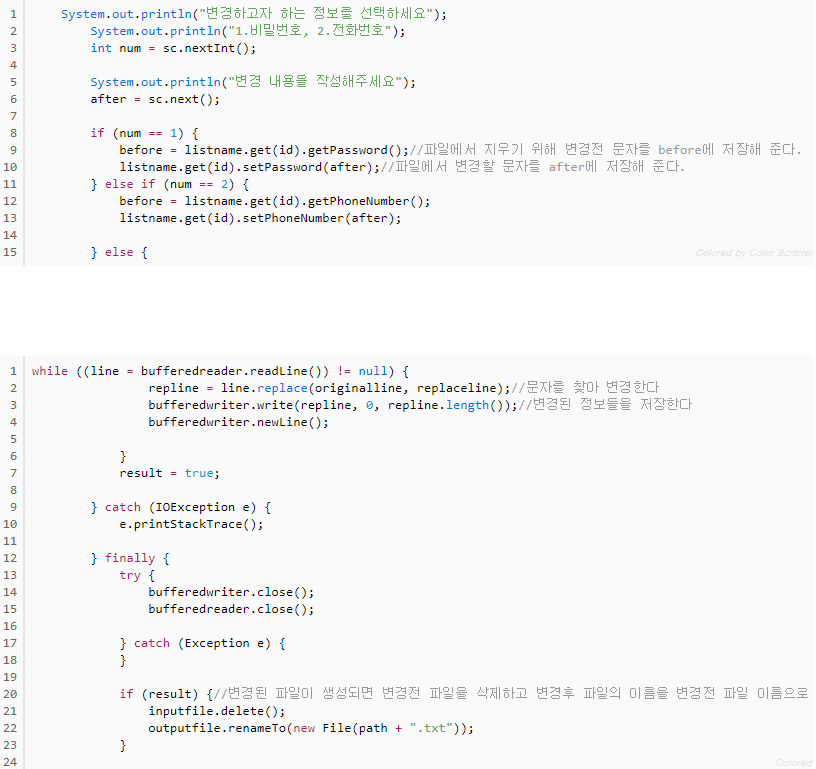 1 System.out.println("변경하고자 하는 정보를 선택하세요");
2 System.out.println("1.비밀번호, 2.전화번호");
3 int num = sc.nextInt();
4
5 System.out.println("변경 내용을 작성해주세요");
6 after = sc.next();
7
8 if (num == 1) {
9 before = listname.get(id).getPassword();//파일에서 지우기 위해 변경전 문자를 before에 저장해 준다.
10 listname.get(id).setPassword(after);//파일에서 변경할 문자를 after에 저장해 준다.
11 } else if (num == 2) {
12 before = listname.get(id).getPhoneNumber();
13 listname.get(id).setPhoneNumber(after);
14
15 } else {
Colored by Color Scripter
1 while ((line = bufferedreader.readLine()) != null) {
2 repline = line.replace(originalline, replaceline);//문자를 찾아 변경한다
3 bufferedwriter.write(repline, 0, repline.length());//변경된 정보들을 저장한다
4 bufferedwriter.newLine();
5
6 }
7 result = true;
8
9 } catch (IOException e) {
10 e.printStackTrace();
11
12 } finally {
13 try {
14 bufferedwriter.close();
15 bufferedreader.close();
16
17 } catch (Exception e) {
18 }
19
20 if (result) {//변경된 파일이 생성되면 변경전 파일을 삭제하고 변경후 파일의 이름을 변경전 파일 이름으로
21 inputfile.delete();
22 outputfile.renameTo(new File(path + ".txt"));
23 }
24
Colored